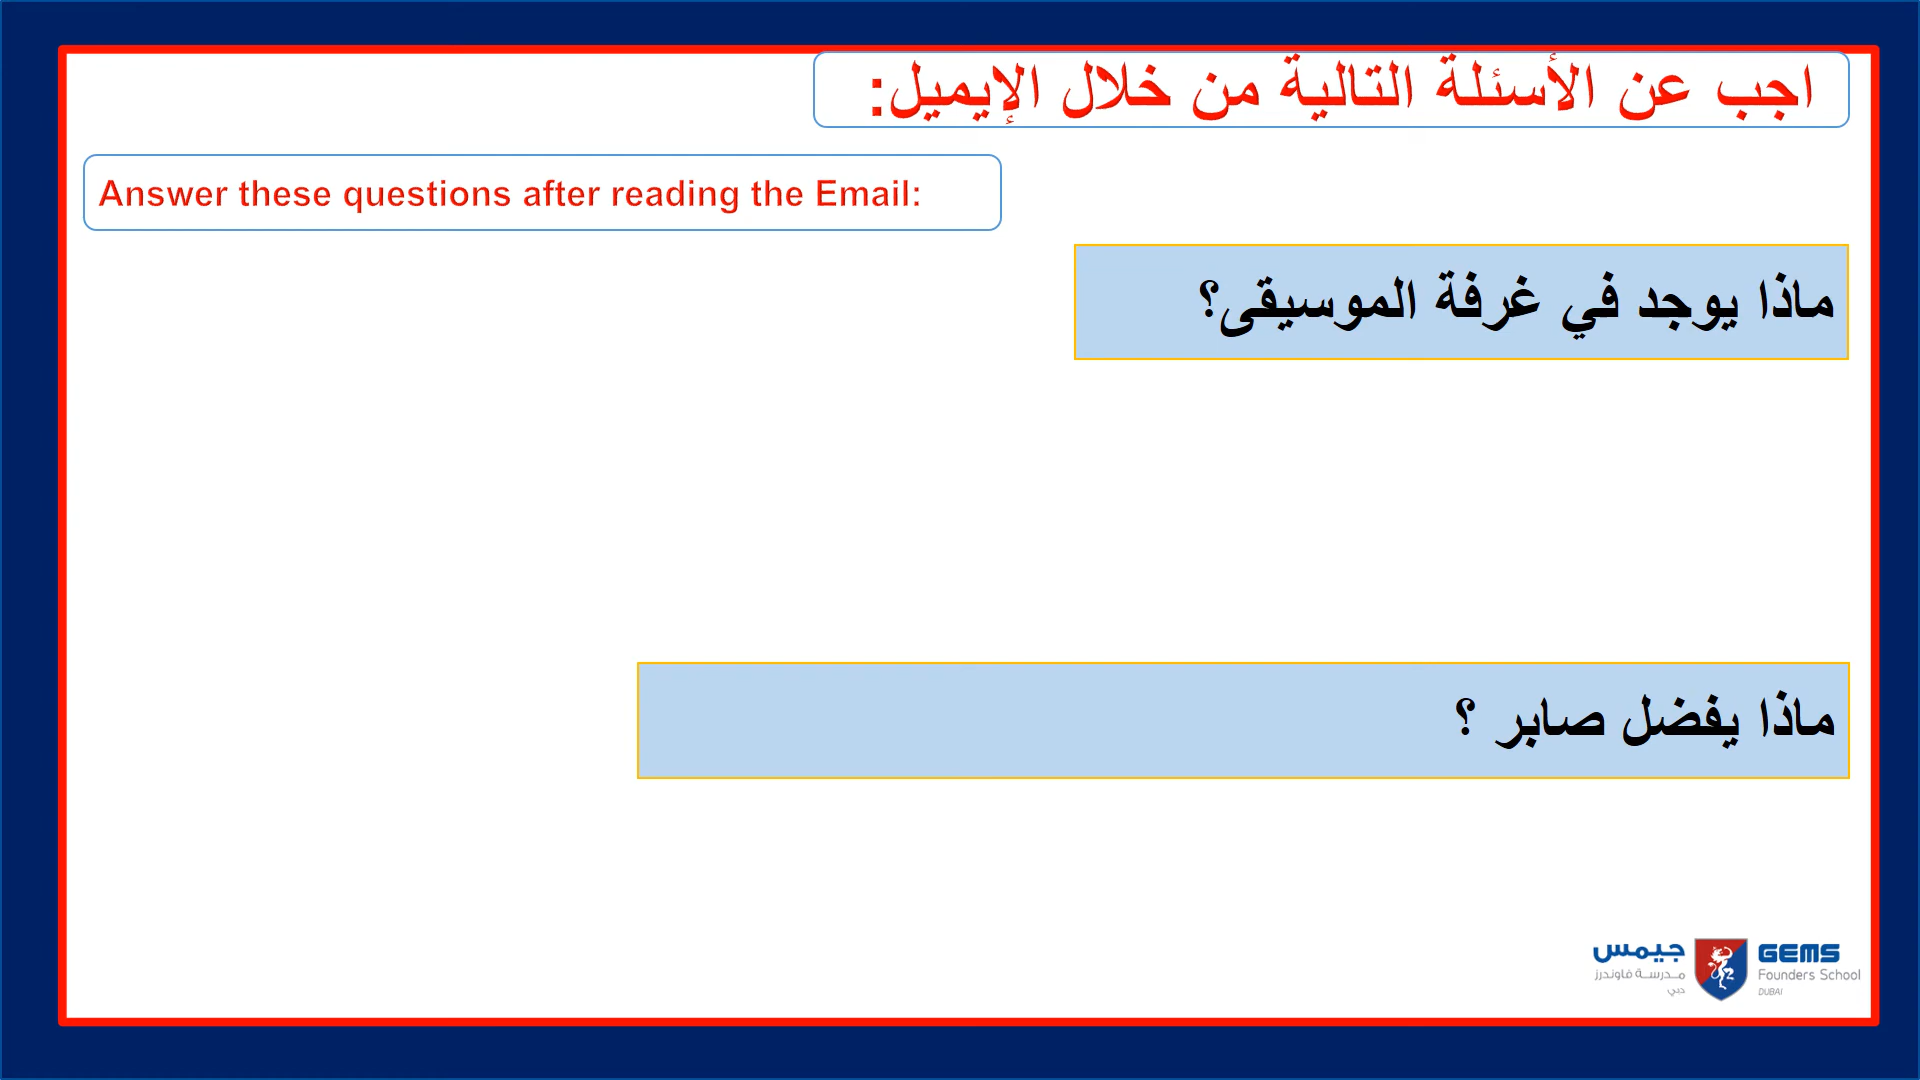 اجب عن الأسئلة التالية من خلال الإيميل:
Answer these questions after reading the Email:
ماذا يوجد في غرفة الموسيقى؟
ماذا يفضل صابر ؟
جيمس
مدرسة فاوندرز
دبي
GEMS
Founders School
DUBAI